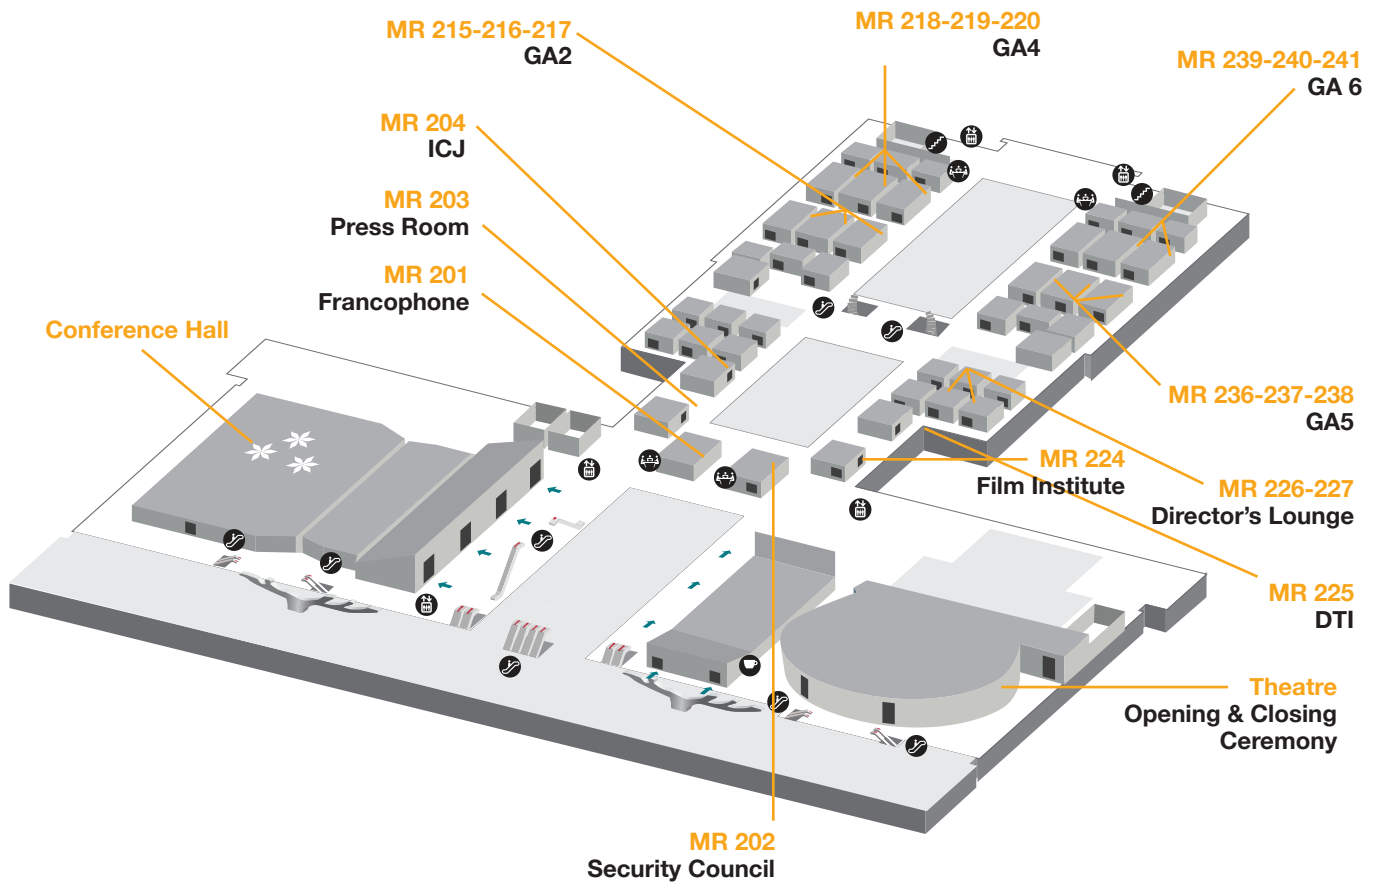 MR 215-216-217
GA2
MR 218-219-220
GA4
MR 239-240-241
GA 6
MR 204
ICJ
MR 203
Press Room
MR 201
Francophone
Conference Hall
MR 236-237-238
GA5
MR 224
Film Institute
MR 226-227
Director’s Lounge
MR 225
DTI
Theatre
Opening & Closing
Ceremony
MR 202
Security Council